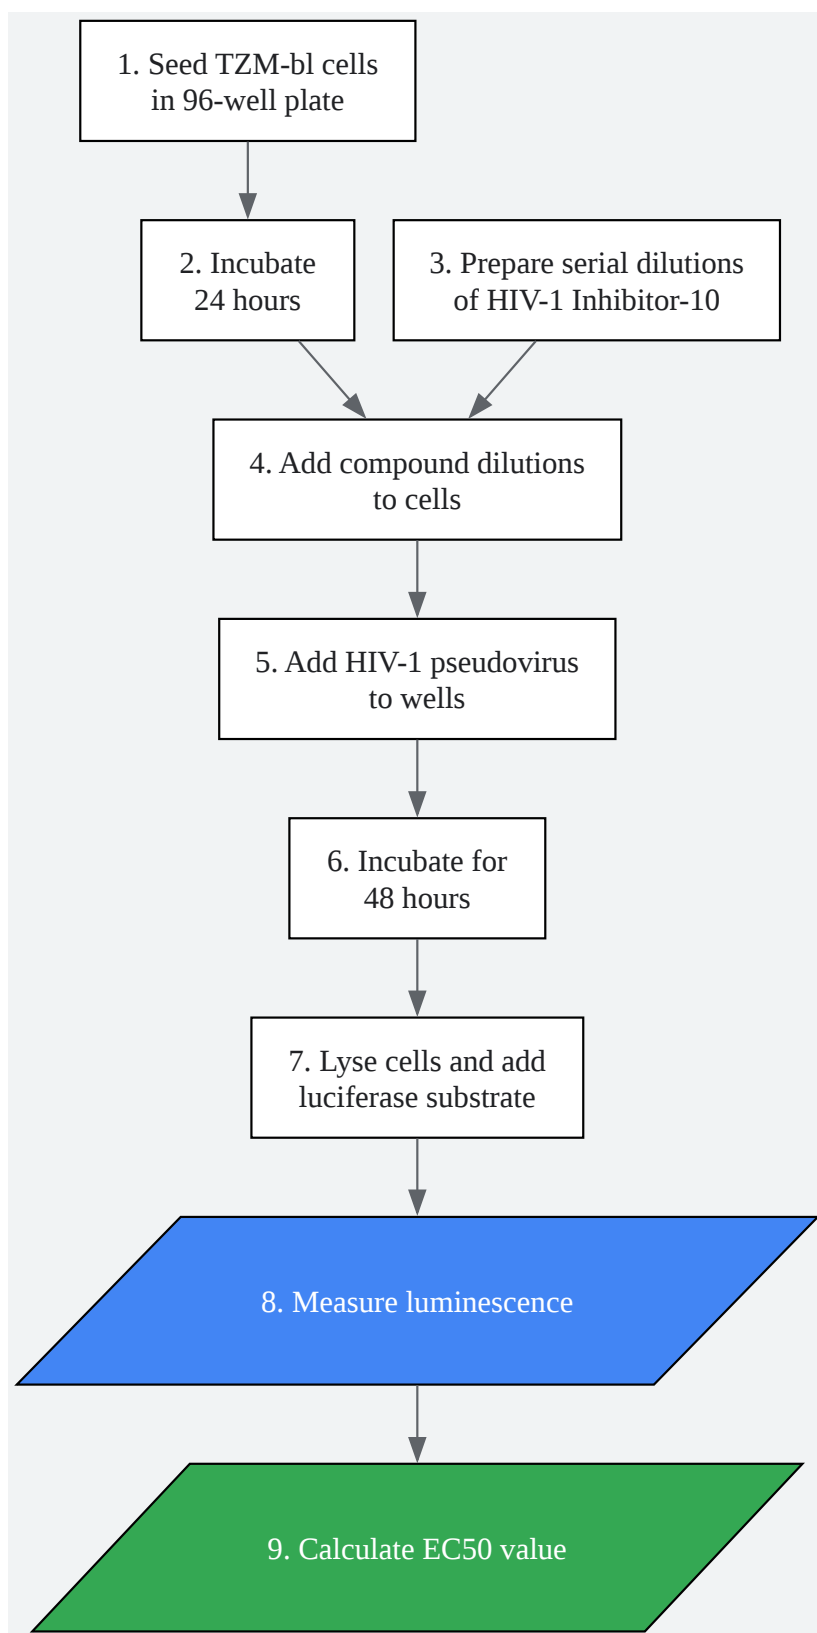 1. Seed TZM-bl cells
in 96-well plate
2. Incubate
24 hours
3. Prepare serial dilutions
of HIV-1 Inhibitor-10
4. Add compound dilutions
to cells
5. Add HIV-1 pseudovirus
to wells
6. Incubate for
48 hours
7. Lyse cells and add
luciferase substrate
8. Measure luminescence
9. Calculate EC50 value